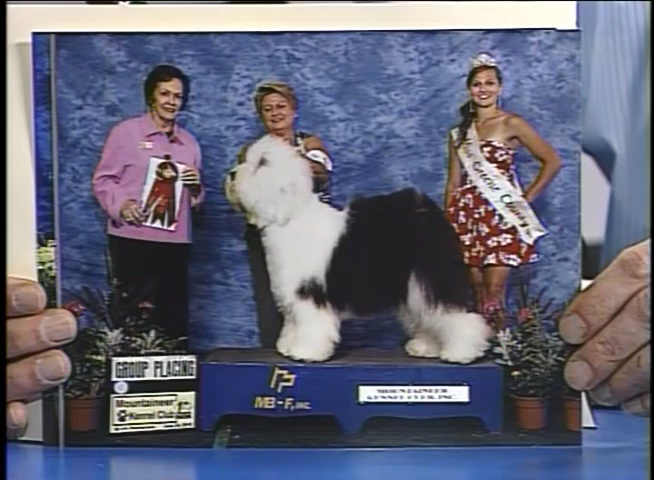 GROUP PLACING
Mountaineer
Kennel Club
MB-F, INC.
MOUNTAINEER
KENNEL CLUB, INC.